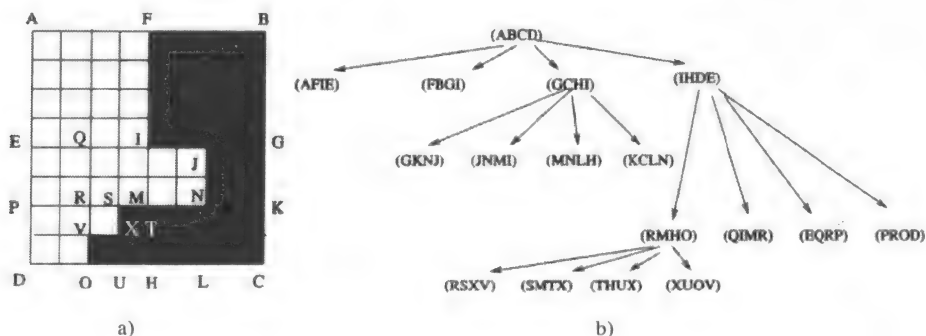 A F B
E Q I G
J
P R S M N K
V X T
D O U H L C
a)
(ABCD)
(AFIE) (FBGI) (GCHI) (IHDE)
(GKNJ) (JNMI) (MNLH) (KCLN)
(RMHO) (QIMR) (EQRP) (PROD)
(RSXV) (SMTX) (THUX) (XUOV)
b)